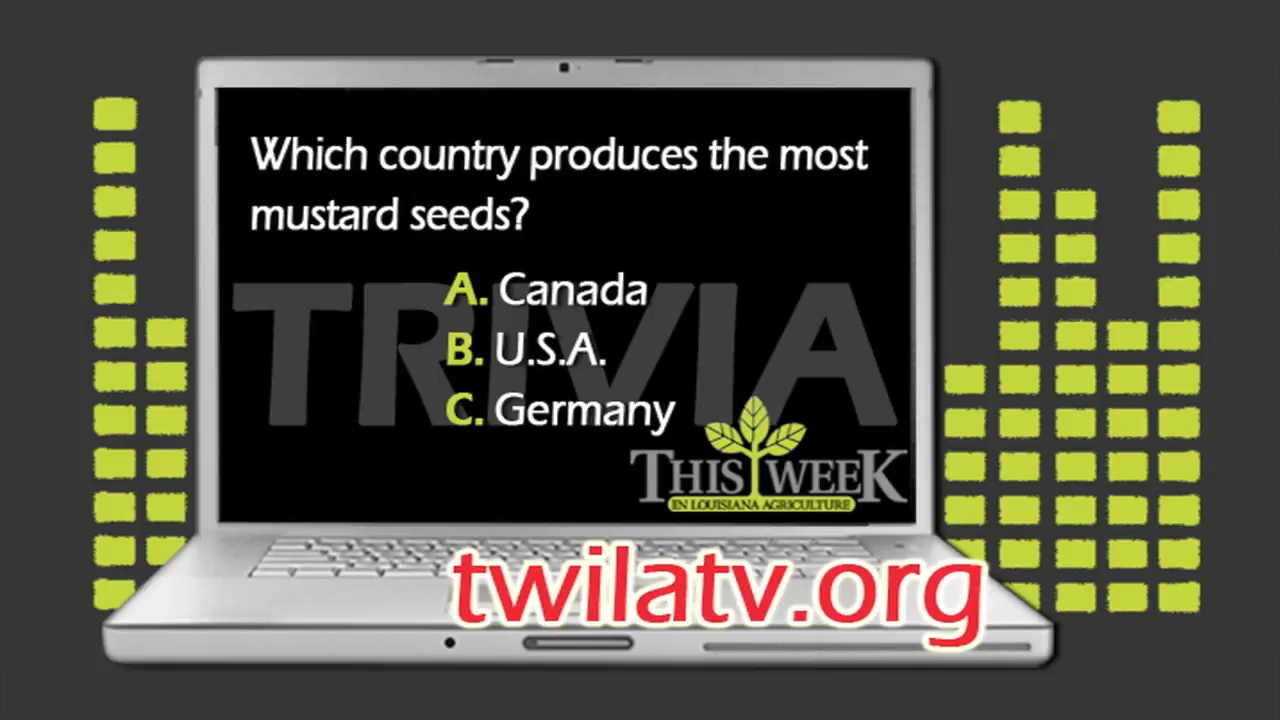 Which country produces the most
mustard seeds?
TRIVIA
A. Canada
B. U.S.A.
C. Germany
THIS WEEK
IN LOUISIANA AGRICULTURE
twilatv.org